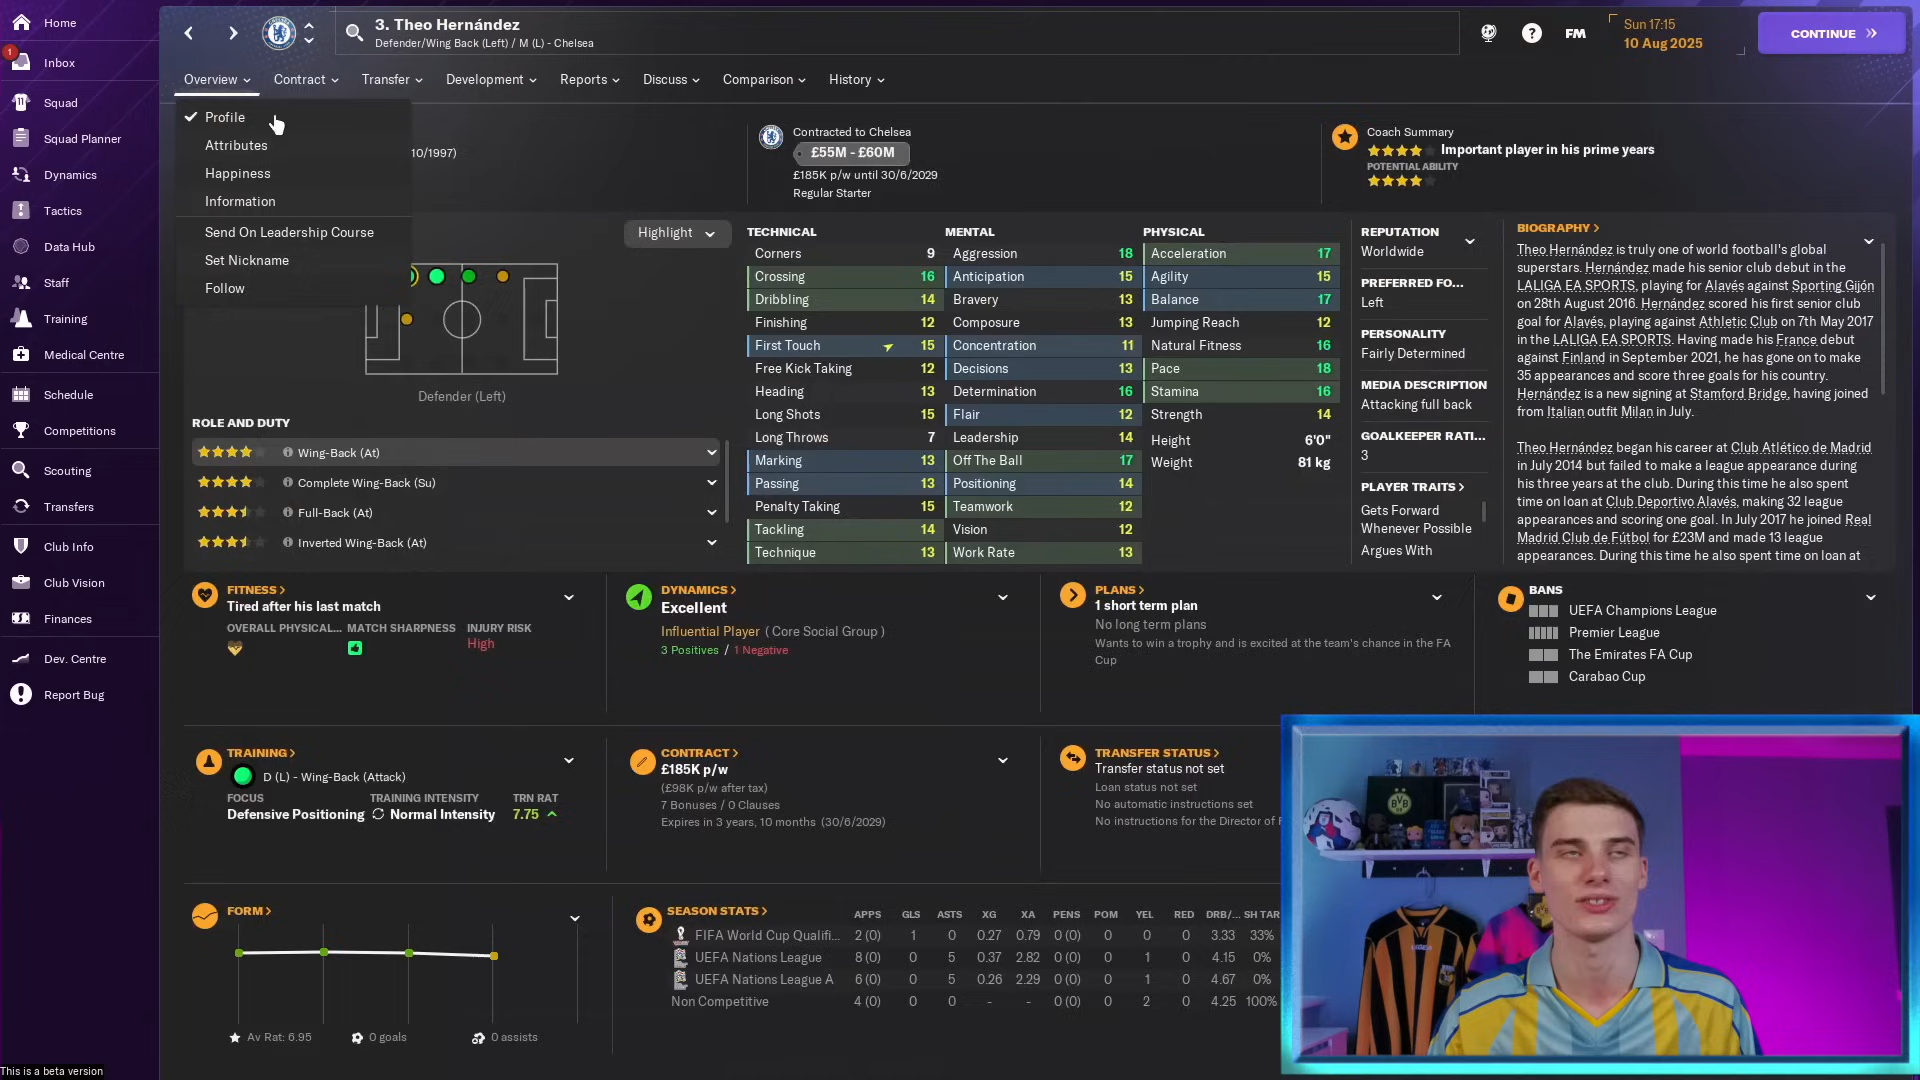 Home
Inbox
1
Squad
Squad Planner
Dynamics
Tactics
Data Hub
Staff
Training
Medical Centre
Schedule
Competitions
Scouting
Transfers
Club Info
Club Vision
Finances
Dev. Centre
Report Bug
This is a beta version
3. Theo Hernández
Defender/Wing Back (Left) / M (L) - Chelsea
FM
Sun 17:15
10 Aug 2025
CONTINUE
Overview Contract Transfer Development Reports Discuss Comparison History
Profile
Attributes
Happiness
Information
Send On Leadership Course
Set Nickname
Follow
10/1997)
Contracted to Chelsea
£55M - £60M
£185K p/w until 30/6/2029
Regular Starter
Coach Summary
Important player in his prime years
POTENTIAL ABILITY
Highlight
Defender (Left)
ROLE AND DUTY
Wing-Back (At)
Complete Wing-Back (Su)
Full-Back (At)
Inverted Wing-Back (At)
TECHNICAL
Corners 9
Crossing 16
Dribbling 14
Finishing 12
First Touch 15
Free Kick Taking 12
Heading 13
Long Shots 15
Long Throws 7
Marking 13
Passing 13
Penalty Taking 15
Tackling 14
Technique 13
MENTAL
Aggression 18
Anticipation 15
Bravery 13
Composure 13
Concentration 11
Decisions 13
Determination 16
Flair 12
Leadership 14
Off The Ball 17
Positioning 14
Teamwork 12
Vision 12
Work Rate 13
PHYSICAL
Acceleration 17
Agility 15
Balance 17
Jumping Reach 12
Natural Fitness 16
Pace 18
Stamina 16
Strength 14
Height 6'0"
Weight 81 kg
REPUTATION
Worldwide
PREFERRED FO...
Left
PERSONALITY
Fairly Determined
MEDIA DESCRIPTION
Attacking full back
GOALKEEPER RATI...
3
PLAYER TRAITS
Gets Forward
Whenever Possible
Argues With
BIOGRAPHY
Theo Hernández is truly one of world football's global
superstars. Hernández made his senior club debut in the
LALIGA EA SPORTS, playing for Alavés against Sporting Gijón
on 28th August 2016. Hernández scored his first senior club
goal for Alavés, playing against Athletic Club on 7th May 2017
in the LALIGA EA SPORTS. Having made his France debut
against Finland in September 2021, he has gone on to make
35 appearances and score three goals for his country.
Hernández is a new signing at Stamford Bridge, having joined
from Italian outfit Milan in July.
Theo Hernández began his career at Club Atlético de Madrid
in July 2014 but failed to make a league appearance during
his three years at the club. During this time he also spent
time on loan at Club Deportivo Alavés, making 32 league
appearances and scoring one goal. In July 2017 he joined Real
Madrid Club de Fútbol for £23M and made 13 league
appearances. During this time he also spent time on loan at
FITNESS
Tired after his last match
OVERALL PHYSICAL... MATCH SHARPNESS INJURY RISK
High
DYNAMICS
Excellent
Influential Player ( Core Social Group )
3 Positives / 1 Negative
PLANS
1 short term plan
No long term plans
Wants to win a trophy and is excited at the team's chance in the FA
Cup
BANS
UEFA Champions League
Premier League
The Emirates FA Cup
Carabao Cup
TRAINING
D (L) - Wing-Back (Attack)
FOCUS TRAINING INTENSITY TRN RAT
Defensive Positioning Normal Intensity 7.75
CONTRACT
£185K p/w
(£98K p/w after tax)
7 Bonuses / 0 Clauses
Expires in 3 years, 10 months (30/6/2029)
TRANSFER STATUS
Transfer status not set
Loan status not set
No automatic instructions set
No instructions for the Director of F
FORM
Av Rat: 6.95 0 goals 0 assists
SEASON STATS APPS GLS ASTS XG XA PENS POM YEL RED DRB/... SH TAR
FIFA World Cup Qualifi... 2 (0) 1 0 0.27 0.79 0 (0) 0 0 0 3.33 33%
UEFA Nations League 8 (0) 0 5 0.37 2.82 0 (0) 0 1 0 4.15 0%
UEFA Nations League A 6 (0) 0 5 0.26 2.29 0 (0) 0 1 0 4.67 0%
Non Competitive 4 (0) 0 0 - - 0 (0) 0 2 0 4.25 100%
BVB
09